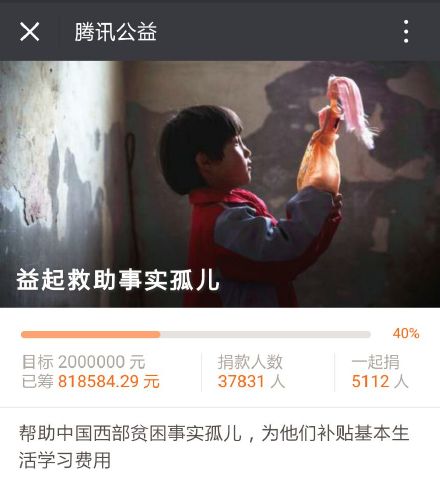 腾讯公益
益起救助事实孤儿
40%
目标 2000000 元
捐款人数
一起捐
已筹 818584.29 元
37831 人
5112 人
帮助中国西部贫困事实孤儿，为他们补贴基本生
活学习费用